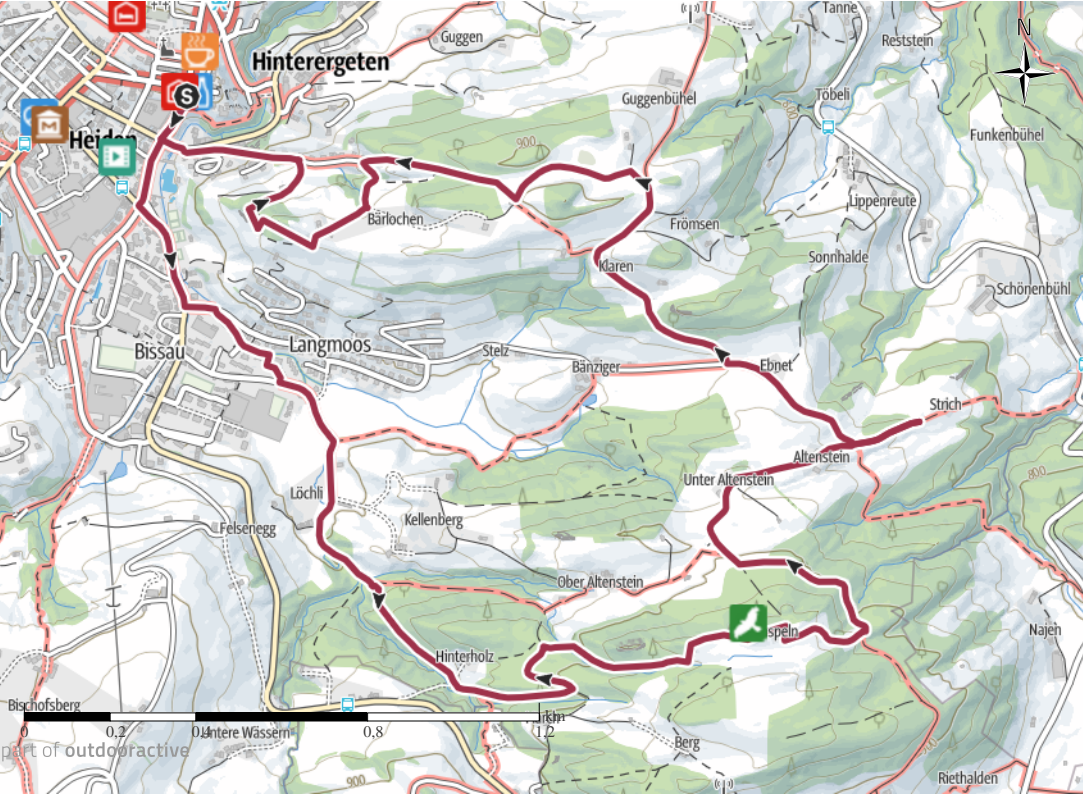 Tanne
N
Guggen
Reststein
Hinterergeten
Töbeli
Guggenbühel
800
S
Funkenbühel
Heiden
900
Lippenreute
Bärlochen
Frömsen
Sonnhalde
Klaren
Schönenbühl
Langmoos
Bissau
Stelz
Bänziger
Ebnet
Strich
Altenstein
Unter Altenstein
800
Löchli
Kellenberg
Felsenegg
Ober Altenstein
speln
Najen
Hinterholz
Bischofsberg
0 0.2 0.4 0.8 1.2 km
Untere Wässern
part of outdooractive
Berg
900
Riethalden